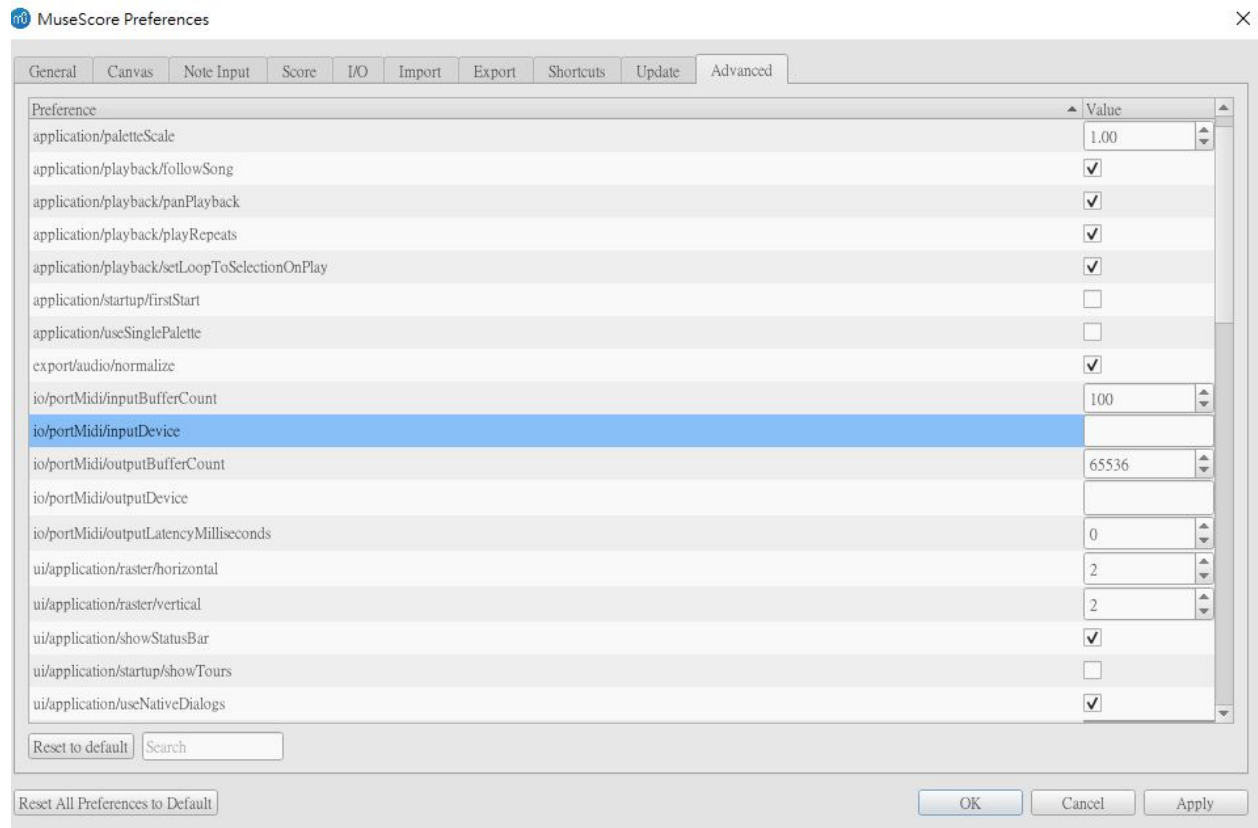 MuseScore Preferences
General Canvas Note Input Score I/O Import Export Shortcuts Update Advanced
Preference Value
application/paletteScale 1.00
application/playback/followSong
application/playback/panPlayback
application/playback/playRepeats
application/playback/setLoopToSelectionOnPlay
application/startup/firstStart
application/useSinglePalette
export/audio/normalize
io/portMidi/inputBufferCount 100
io/portMidi/inputDevice
io/portMidi/outputBufferCount 65536
io/portMidi/outputDevice
io/portMidi/outputLatencyMilliseconds 0
ui/application/raster/horizontal 2
ui/application/raster/vertical 2
ui/application/showStatusBar
ui/application/startup/showTours
ui/application/useNativeDialogs
Reset to default Search
Reset All Preferences to Default OK Cancel Apply